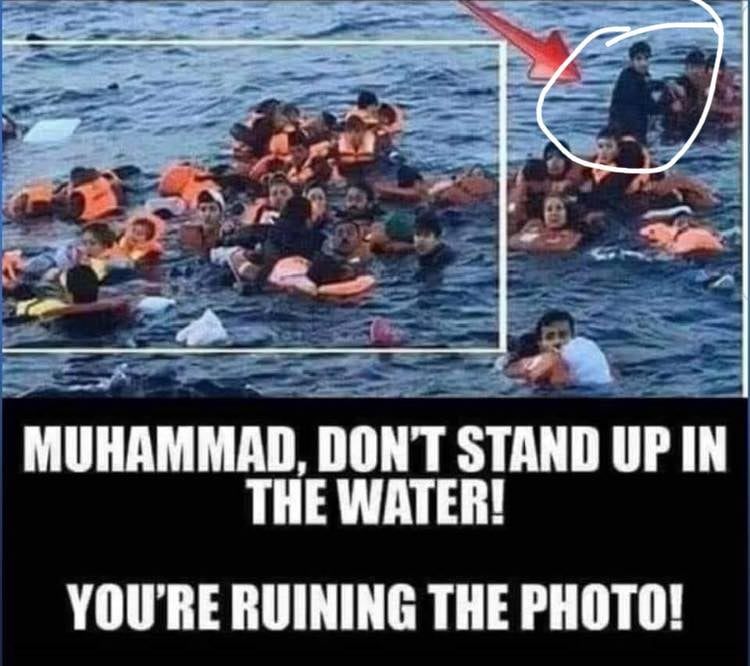 MUHAMMAD, DON'T STAND UP IN
THE WATER!
YOU'RE RUINING THE PHOTO!